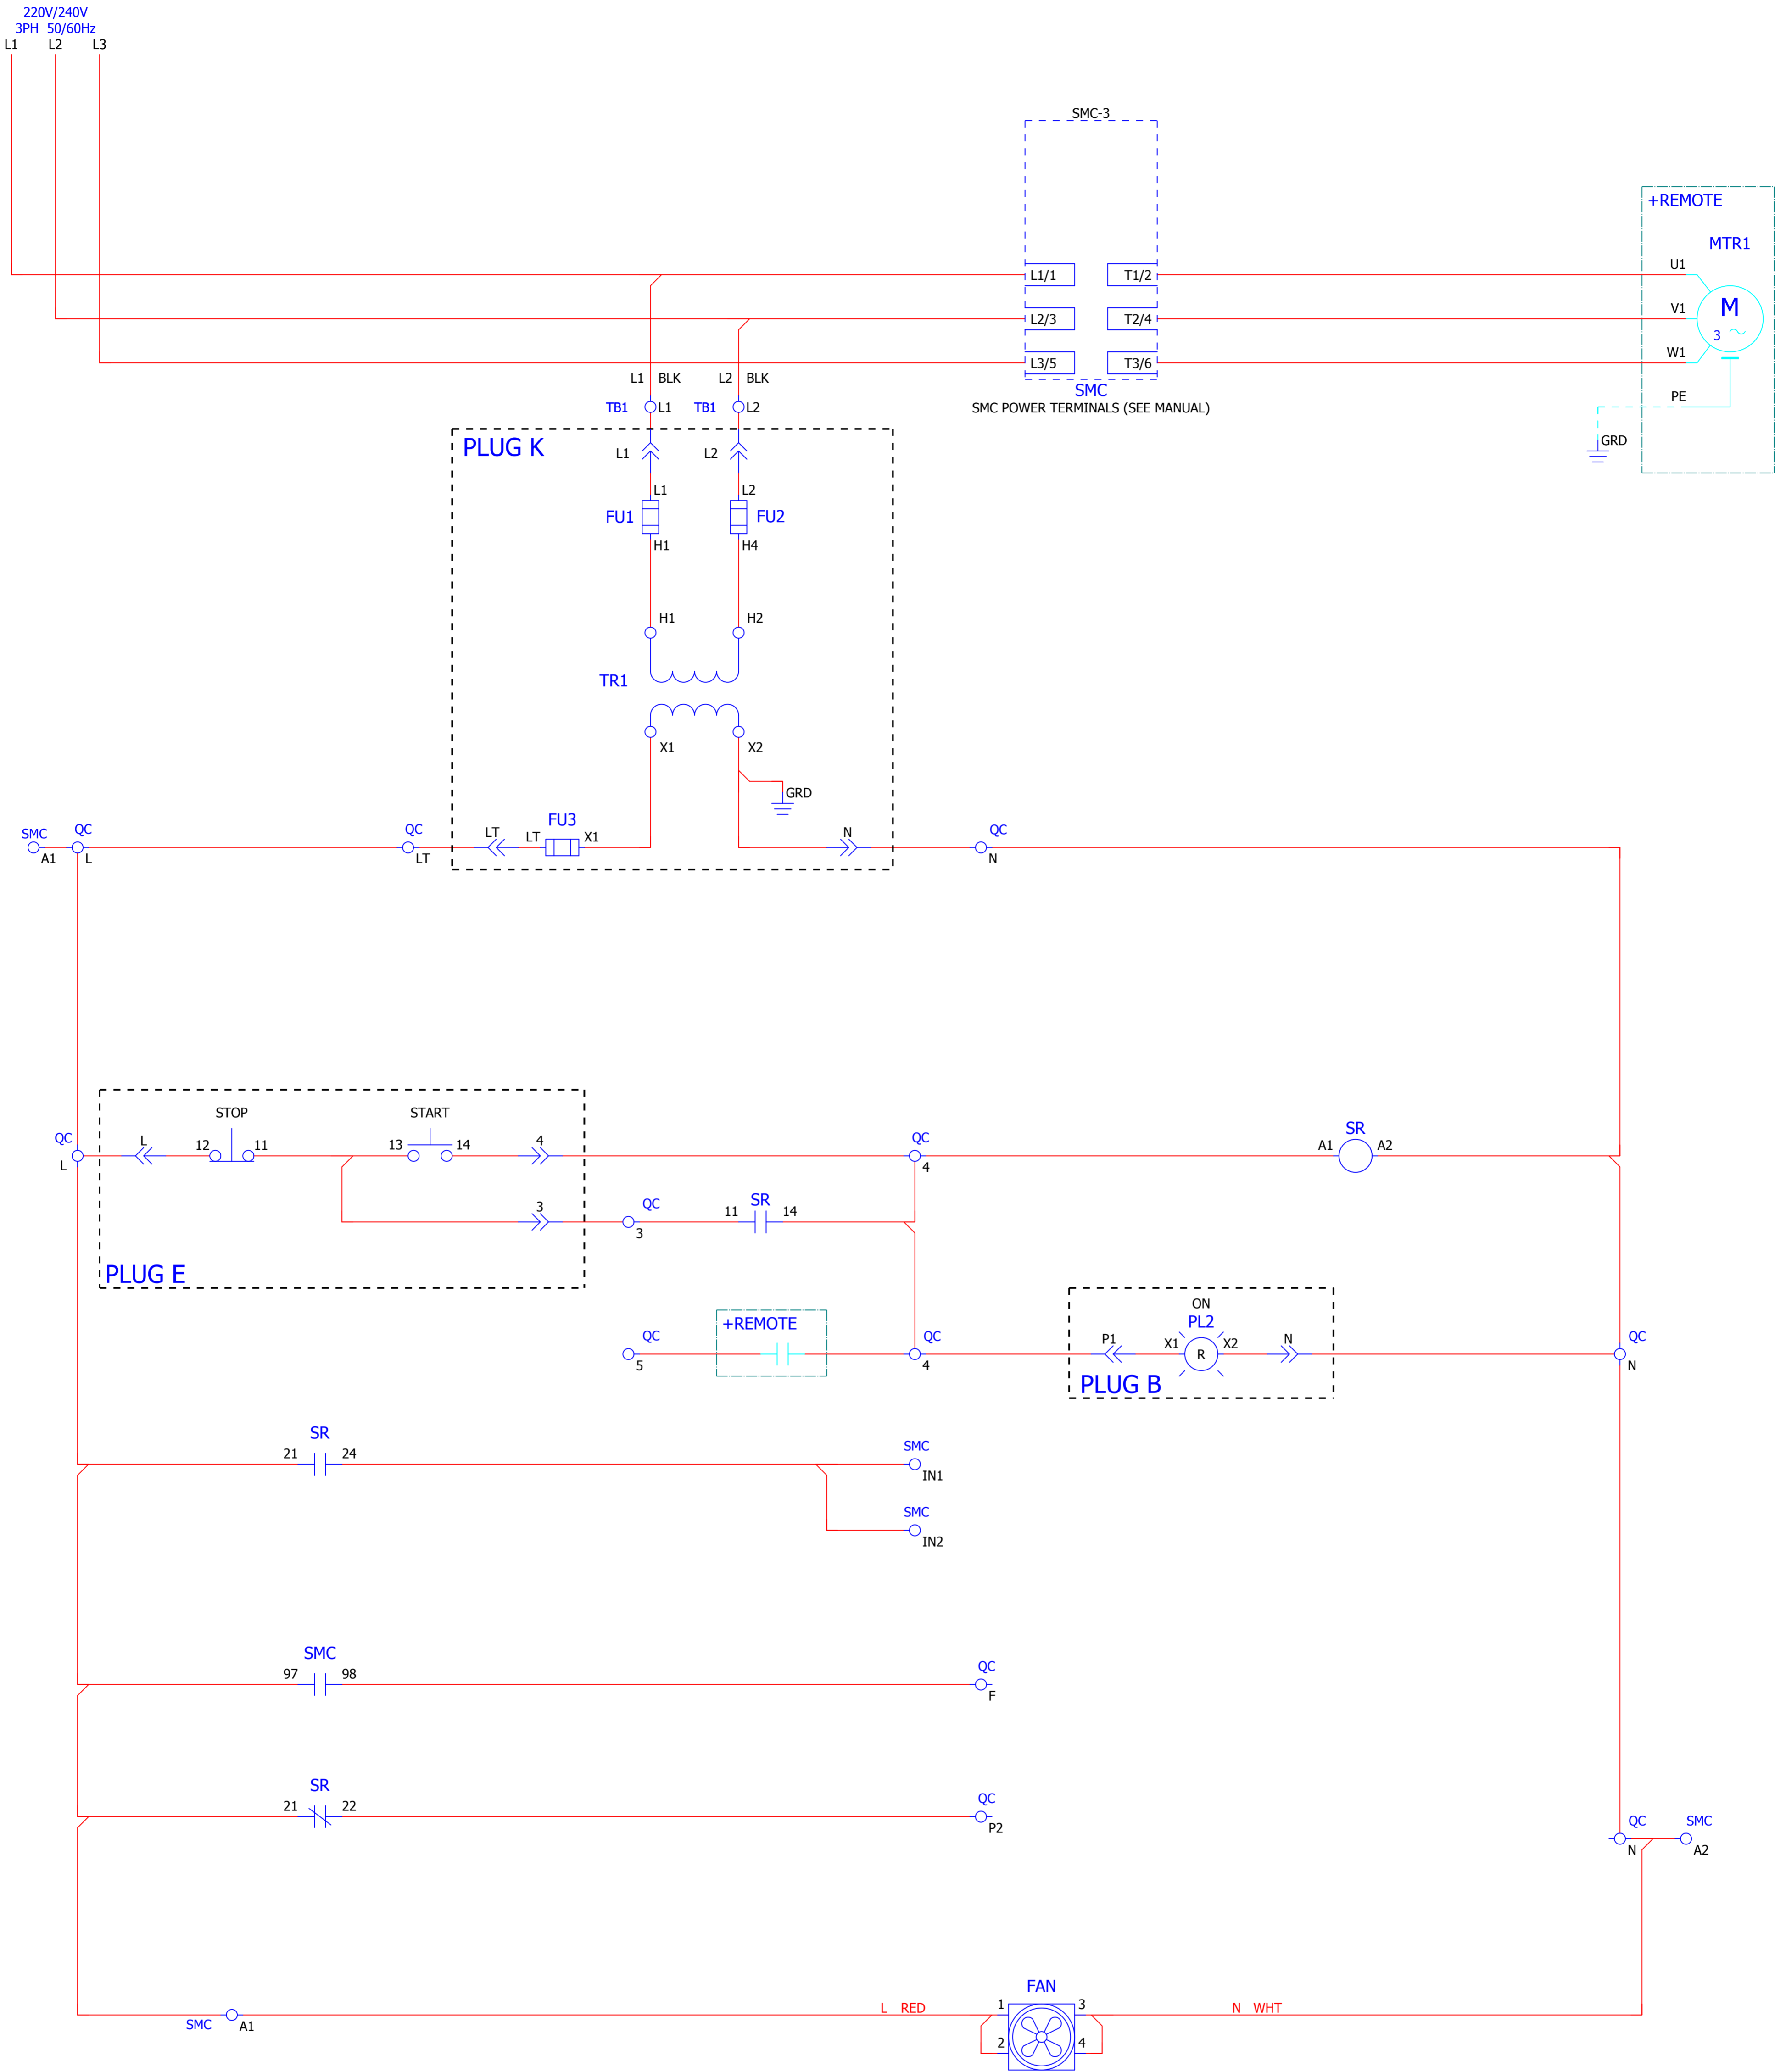 220V/240V
3PH 50/60Hz
L1 L2 L3
SMC-3
+REMOTE
MTR1
U1
L1/1 T1/2
M
3
V1
L2/3 T2/4
W1
L3/5 T3/6
L1 BLK L2 BLK
SMC
PE
TB1 L1 TB1 L2
SMC POWER TERMINALS (SEE MANUAL)
GRD
PLUG K
L1 L2
L1 L2
FU1 FU2
H1 H4
H1 H2
TR1
X1 X2
GRD
FU3
SMC QC QC LT LT X1 N QC
A1 L LT N
STOP START
QC L 12 11 13 14 4 QC SR
A1 A2
L 4
3 QC SR
11 14
3
PLUG E
ON
+REMOTE
PL2
QC QC P1 X1 X2 N QC
R
5 4 N
PLUG B
SR
21 24 SMC
IN1
SMC
IN2
SMC
97 98 QC
F
SR
21 22 QC
P2
QC SMC
N A2
FAN
L RED 1 3 N WHT
SMC A1
2 4